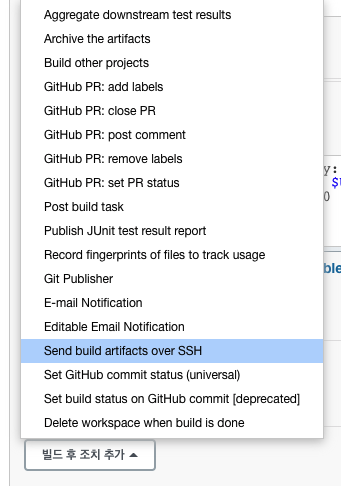 Aggregate downstream test results
Archive the artifacts
Build other projects
GitHub PR: add labels
GitHub PR: close PR
GitHub PR: post comment
GitHub PR: remove labels
GitHub PR: set PR status
Post build task
Publish JUnit test result report
Record fingerprints of files to track usage
Git Publisher
E-mail Notification
Editable Email Notification
Send build artifacts over SSH
Set GitHub commit status (universal)
Set build status on GitHub commit [deprecated]
Delete workspace when build is done
빌드 후 조치 추가